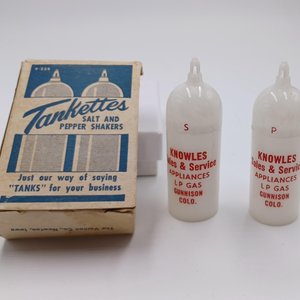 Tankettes
SALT AND
PEPPER SHAKERS
Just our way of saying
"TANKS" for your business
S
KNOWLES
Sales & Service
APPLIANCES
LP GAS
GUNNISON
COLO.
P
KNOWLES
Sales & Service
APPLIANCES
LP GAS
GUNNISON
COLO.